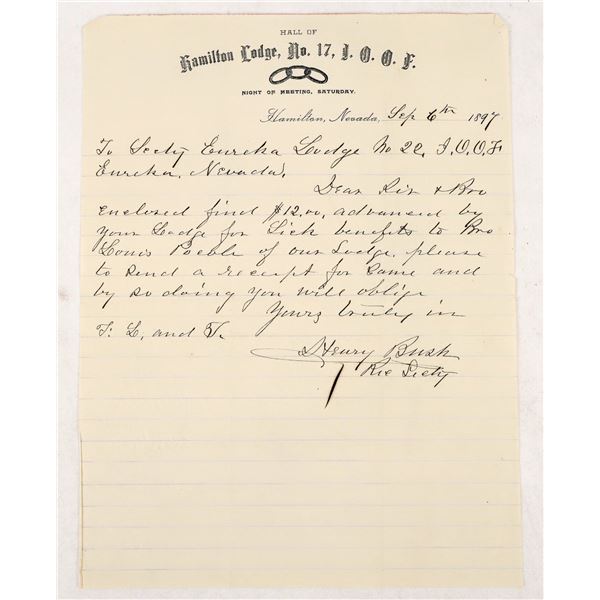 HALL OF
Hamilton Lodge, No. 17, I. O. O. F.
NIGHT OF MEETING, SATURDAY.
Hamilton, Nevada, Sep 6th 1897
To Secty Eureka Lodge No 22, I.O.O.F
Eureka, Nevada,
Dear Sir & Bro
enclosed find $12.00, advanced by
your Lodge for Sick benefits to Bro
Louis of our Lodge, please
to send a receipt for same and
by so doing you will oblige
Yours truly in
F. L, and T.
Henry Bush
Rec Secty